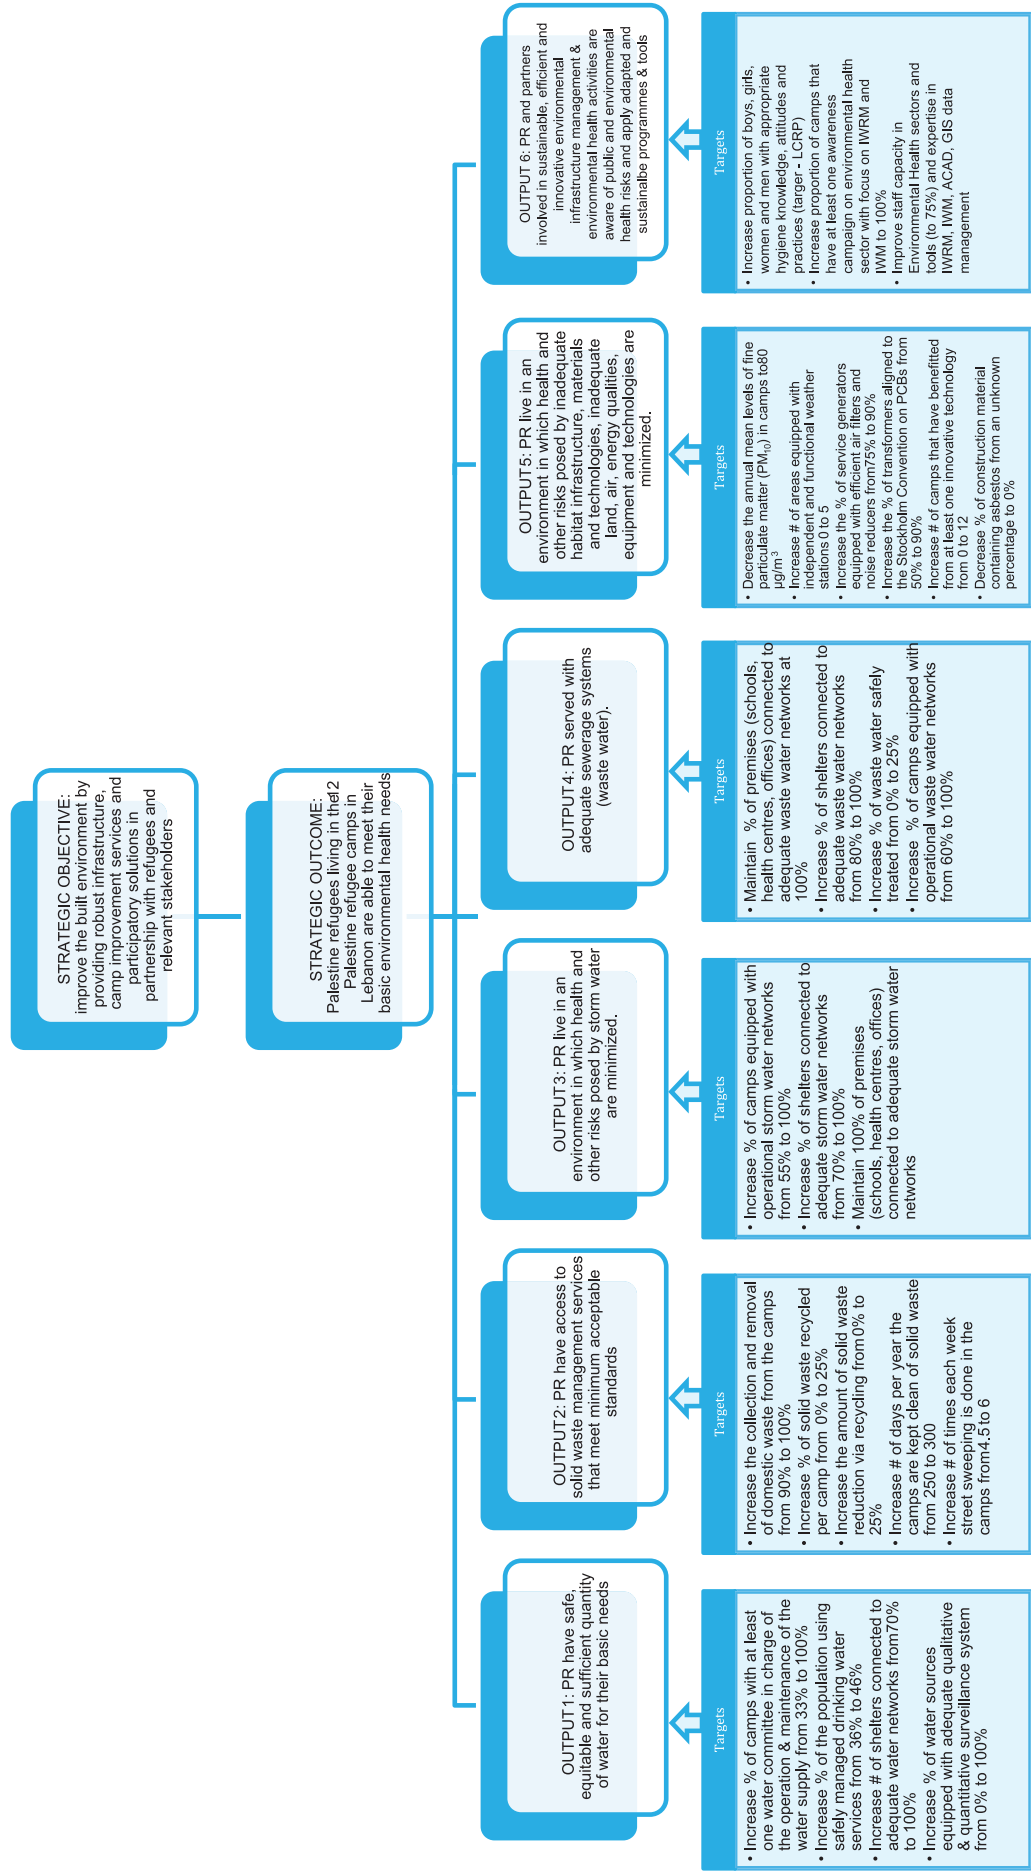 STRATEGIC OBJECTIVE:
improve the built environment by
providing robust infrastructure,
camp improvement services and
participatory solutions in
partnership with refugees and
relevant stakeholders
STRATEGIC OUTCOME:
Palestine refugees living in the12
Palestine refugee camps in
Lebanon are able to meet their
basic environmental health needs
OUTPUT1: PR have safe,
equitable and sufficient quantity
of water for their basic needs
Targets
• Increase % of camps with at least
one water committee in charge of
the operation & maintenance of the
water supply from 33% to 100%
• Increase % of the population using
safely managed drinking water
services from 36% to 46%
• Increase # of shelters connected to
adequate water networks from70%
to 100%
• Increase % of water sources
equipped with adequate qualitative
& quantitative surveillance system
from 0% to 100%
OUTPUT2: PR have access to
solid waste management services
that meet minimum acceptable
standards
Targets
• Increase the collection and removal
of domestic waste from the camps
from 90% to 100%
• Increase % of solid waste recycled
per camp from 0% to 25%
• Increase the amount of solid waste
reduction via recycling from0% to
25%
• Increase # of days per year the
camps are kept clean of solid waste
from 250 to 300
• Increase # of times each week
street sweeping is done in the
camps from4.5 to 6
OUTPUT3: PR live in an
environment in which health and
other risks posed by storm water
are minimized.
Targets
• Increase % of camps equipped with
operational storm water networks
from 55% to 100%
• Increase % of shelters connected to
adequate storm water networks
from 70% to 100%
• Maintain 100% of premises
(schools, health centres, offices)
connected to adequate storm water
networks
OUTPUT4: PR served with
adequate sewerage systems
(waste water).
Targets
• Maintain % of premises (schools,
health centres, offices) connected to
adequate waste water networks at
100%
• Increase % of shelters connected to
adequate waste water networks
from 80% to 100%
• Increase % of waste water safely
treated from 0% to 25%
• Increase % of camps equipped with
operational waste water networks
from 60% to 100%
OUTPUT5: PR live in an
environment in which health and
other risks posed by inadequate
habitat infrastructure, materials
and technologies, inadequate
land, air, energy qualities,
equipment and technologies are
minimized.
Targets
• Decrease the annual mean levels of fine
particulate matter (PM₁₀) in camps to80
µg/m³
• Increase # of areas equipped with
independent and functional weather
stations 0 to 5
• Increase the % of service generators
equipped with efficient air filters and
noise reducers from75% to 90%
• Increase the % of transformers aligned to
the Stockholm Convention on PCBs from
50% to 90%
• Increase # of camps that have benefitted
from at least one innovative technology
from 0 to 12
• Decrease % of construction material
containing asbestos from an unknown
percentage to 0%
OUTPUT 6: PR and partners
involved in sustainable, efficient and
innovative environmental
infrastructure management &
environmental health activities are
aware of public and environmental
health risks and apply adapted and
sustainalbe programmes & tools
Targets
• Increase proportion of boys, girls,
women and men with appropriate
hygiene knowledge, attitudes and
practices (targer - LCRP)
• Increase proportion of camps that
have at least one awareness
campaign on environmental health
sector with focus on IWRM and
IWM to 100%
• Improve staff capacity in
Environmental Health sectors and
tools (to 75%) and expertise in
IWRM, IWM, ACAD, GIS data
management